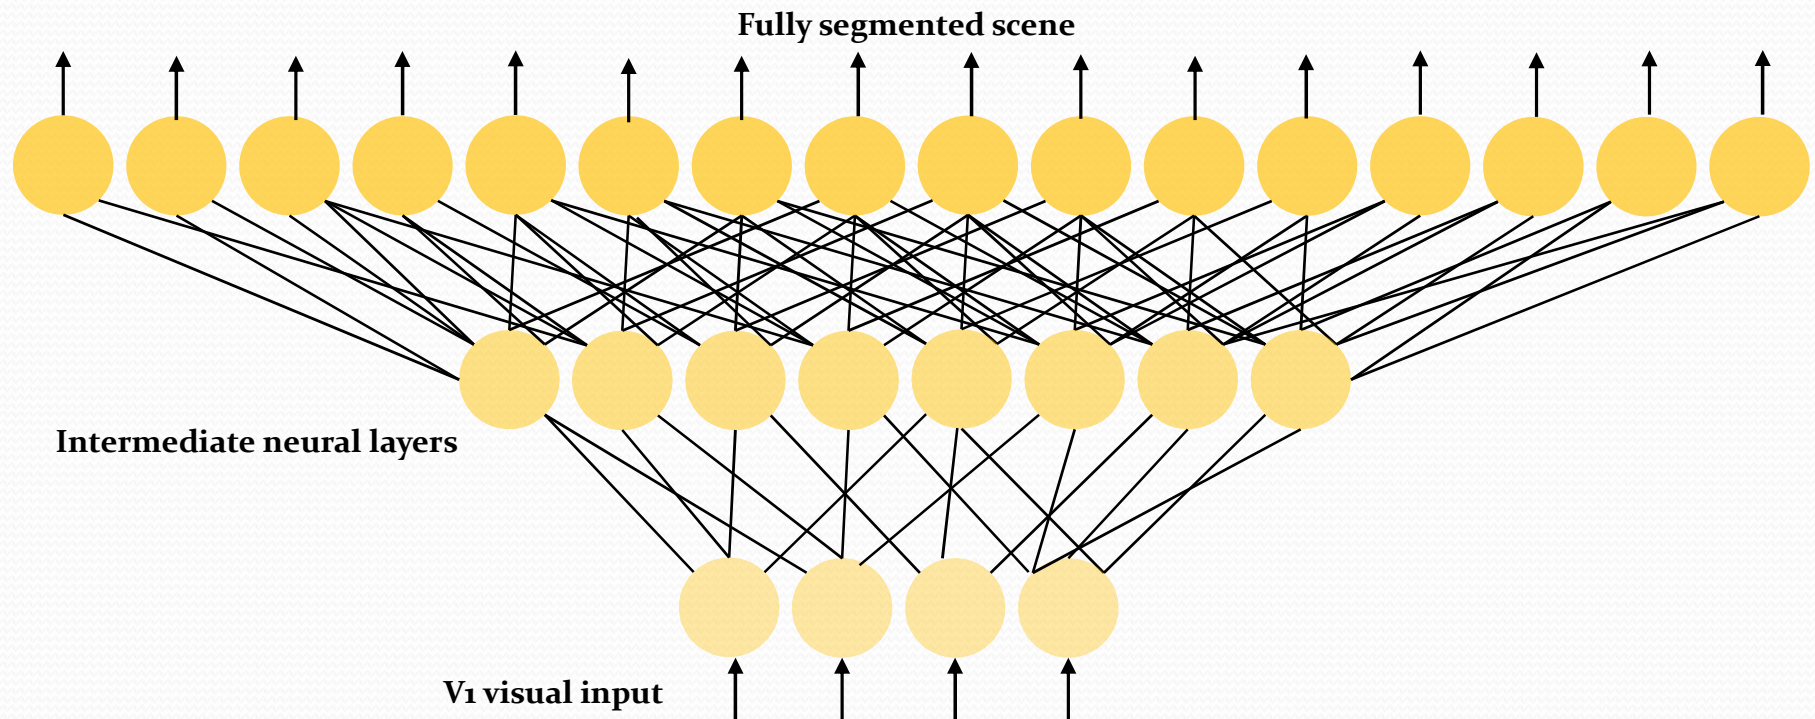 Fully segmented scene
Intermediate neural layers
V1 visual input